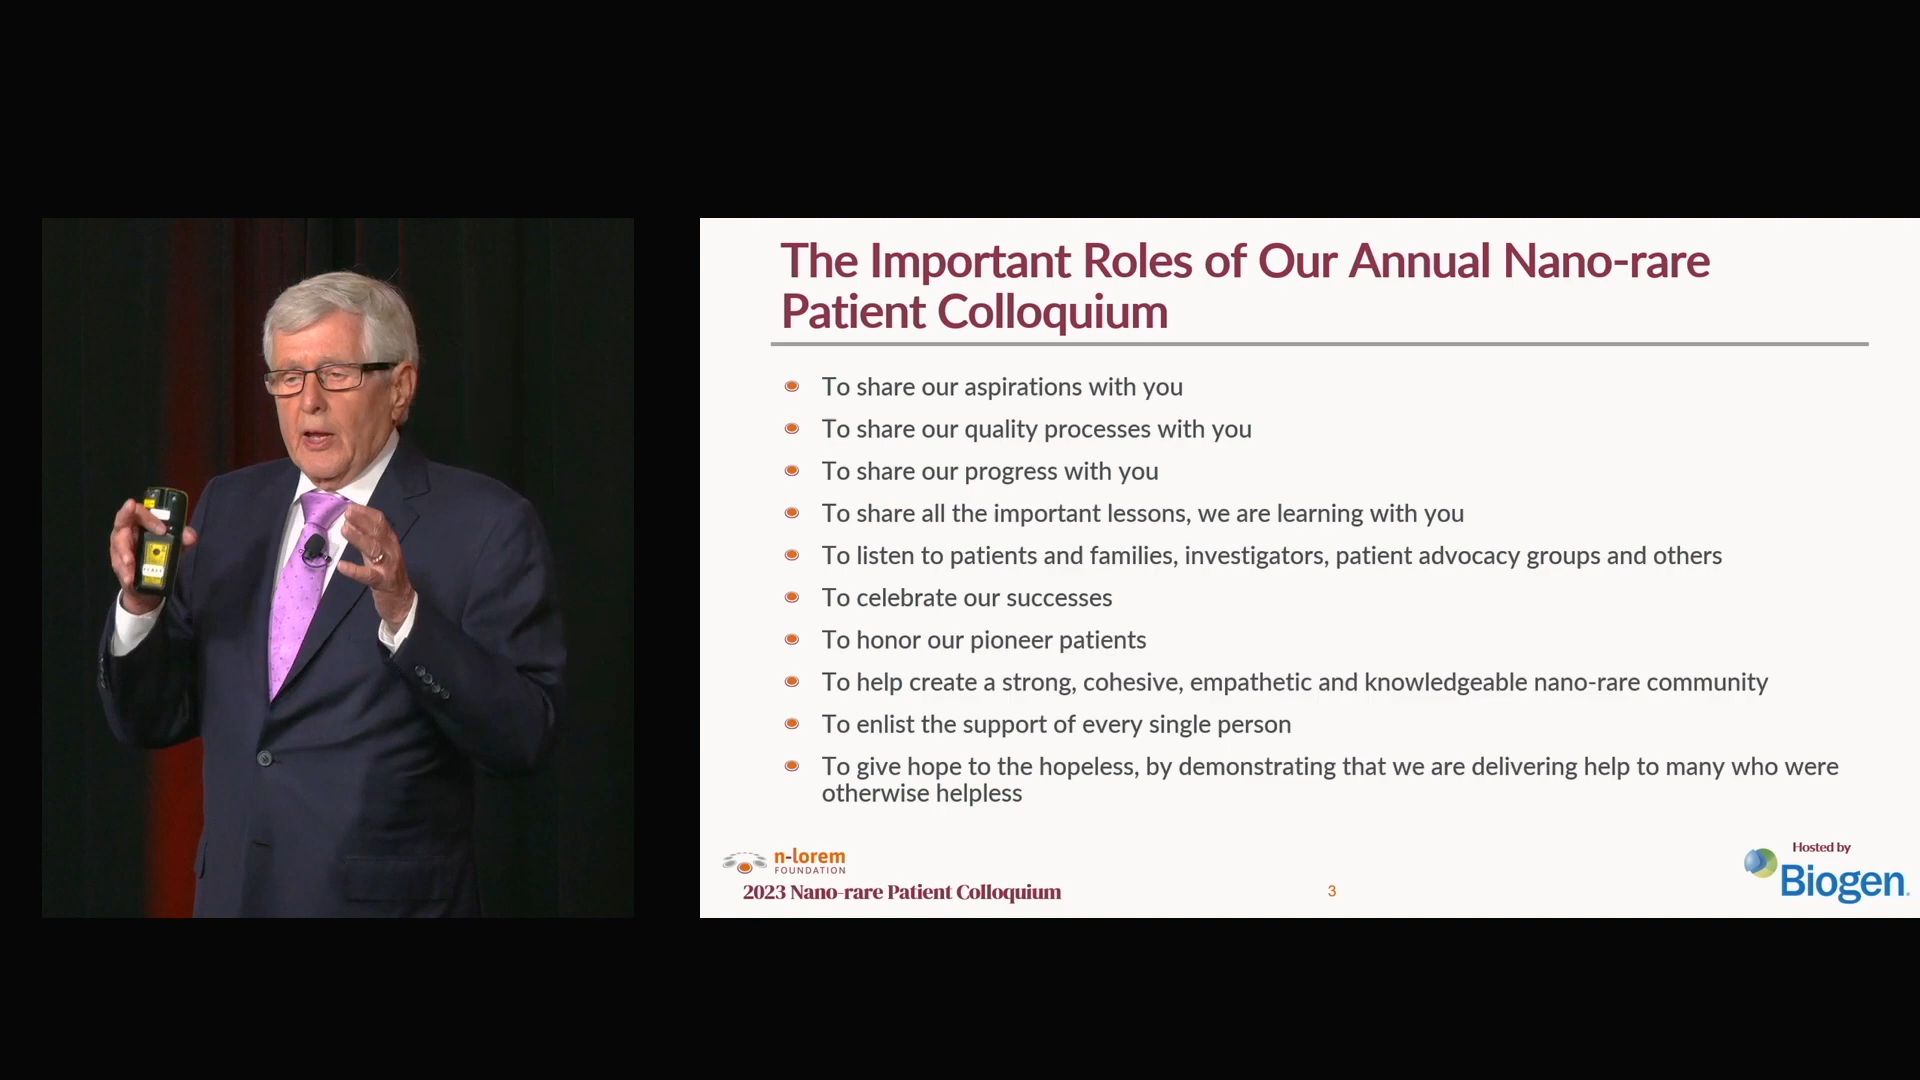 The Important Roles of Our Annual Nano-rare
Patient Colloquium
To share our aspirations with you
To share our quality processes with you
To share our progress with you
To share all the important lessons, we are learning with you
To listen to patients and families, investigators, patient advocacy groups and others
To celebrate our successes
To honor our pioneer patients
To help create a strong, cohesive, empathetic and knowledgeable nano-rare community
To enlist the support of every single person
To give hope to the hopeless, by demonstrating that we are delivering help to many who were
otherwise helpless
n-lorem
FOUNDATION
2023 Nano-rare Patient Colloquium
3
Hosted by
Biogen.